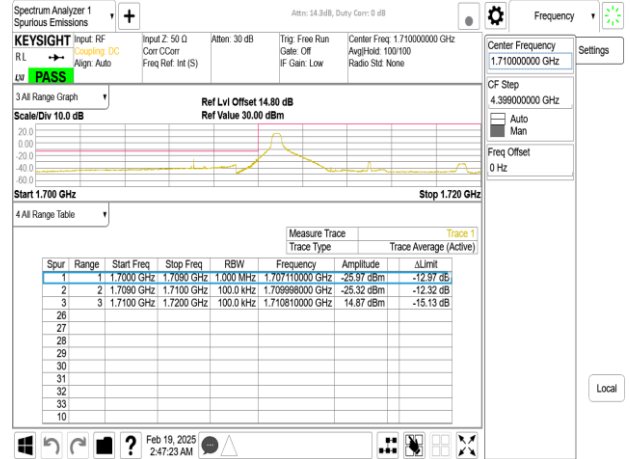 Spectrum Analyzer 1
Spurious Emissions
Attn: 14.8dB, Duty Corr: 0 dB
Frequency
KEYSIGHT
Input: RF
Input Z: 50 Ω
Atten: 30 dB
Trig: Free Run
Center Freq: 1.710000000 GHz
RL
Coupling: DC
Corr CCorr
Gate: Off
Avg|Hold: 100/100
Align: Auto
Freq Ref: Int (S)
IF Gain: Low
Radio Std: None
PASS
Center Frequency
1.710000000 GHz
Settings
CF Step
4.399000000 GHz
Auto
Man
Freq Offset
0 Hz
3 All Range Graph
Ref Lvl Offset 14.80 dB
Scale/Div 10.0 dB
Ref Value 30.00 dBm
20.0
0.00
-20.0
-40.0
-60.0
Start 1.700 GHz
Stop 1.720 GHz
4 All Range Table
Measure Trace Trace 1
Trace Type Trace Average (Active)
Spur Range Start Freq Stop Freq RBW Frequency Amplitude ΔLimit
1 1 1.7000 GHz 1.7090 GHz 1.000 MHz 1.707110000 GHz -25.97 dBm -12.97 dB
2 2 1.7090 GHz 1.7100 GHz 100.0 kHz 1.709998000 GHz -25.32 dBm -12.32 dB
3 3 1.7100 GHz 1.7200 GHz 100.0 kHz 1.710810000 GHz 14.87 dBm -15.13 dB
26
27
28
29
30
31
32
33
10
Local
Feb 19, 2025
2:47:23 AM